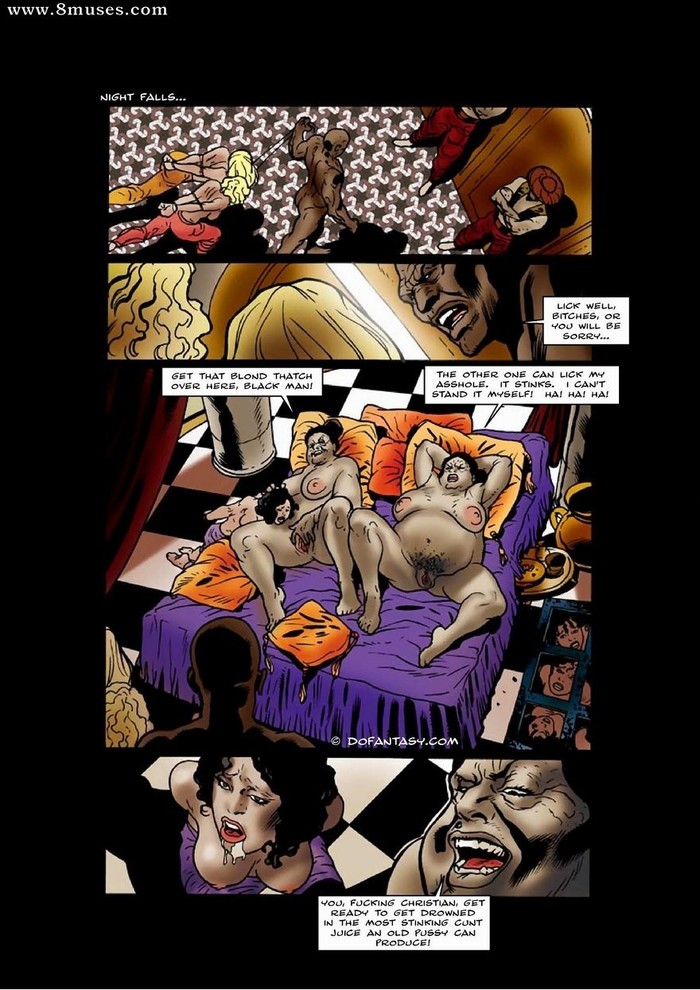 www.8muses.com
NIGHT FALLS...
LICK WELL,
BITCHES, OR
YOU WILL BE
SORRY...
GET THAT BLOND THATCH
OVER HERE, BLACK MAN!
THE OTHER ONE CAN LICK MY
ASSHOLE. IT STINKS. I CAN'T
STAND IT MYSELF! HA! HA! HA!
© DOFANTASY.COM
YOU, FUCKING CHRISTIAN, GET
READY TO GET DROWNED
IN THE MOST STINKING CUNT
JUICE AN OLD PUSSY CAN
PRODUCE!